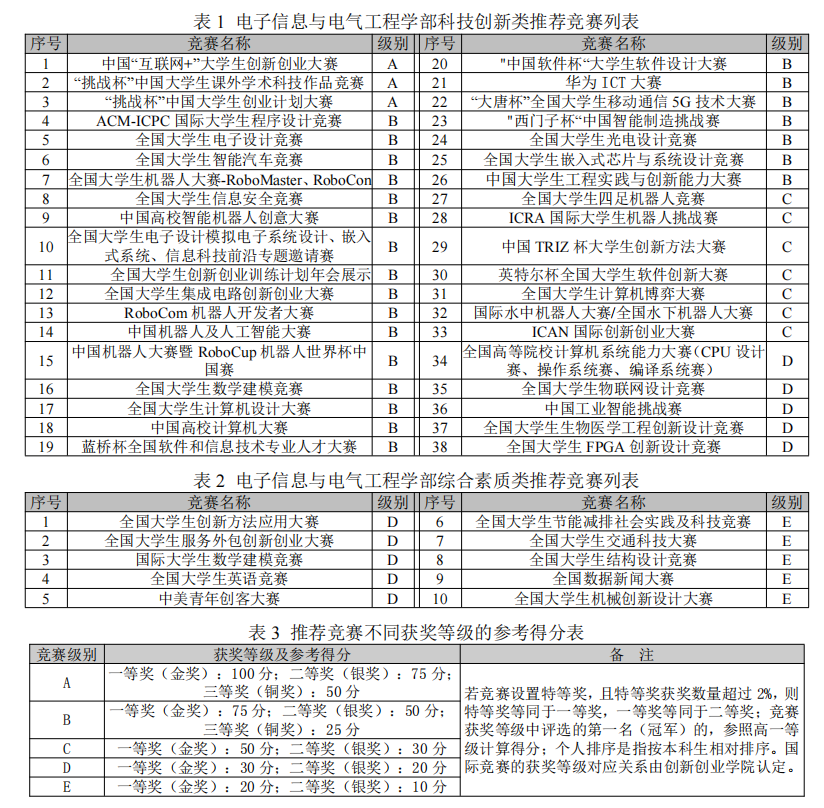 表 1 电子信息与电气工程学部科技创新类推荐竞赛列表
序号 竞赛名称 级别 序号 竞赛名称 级别
1 中国“互联网+”大学生创新创业大赛 A 20 "中国软件杯“大学生软件设计大赛 B
2 “挑战杯”中国大学生课外学术科技作品竞赛 A 21 华为 ICT 大赛 B
3 “挑战杯”中国大学生创业计划大赛 A 22 “大唐杯”全国大学生移动通信 5G 技术大赛 B
4 ACM-ICPC 国际大学生程序设计竞赛 B 23 "西门子杯“中国智能制造挑战赛 B
5 全国大学生电子设计竞赛 B 24 全国大学生光电设计竞赛 B
6 全国大学生智能汽车竞赛 B 25 全国大学生嵌入式芯片与系统设计竞赛 B
7 全国大学生机器人大赛-RoboMaster、RoboCon B 26 中国大学生工程实践与创新能力大赛 B
8 全国大学生信息安全竞赛 B 27 全国大学生四足机器人竞赛 C
9 中国高校智能机器人创意大赛 B 28 ICRA 国际大学生机器人挑战赛 C
10 全国大学生电子设计模拟电子系统设计、嵌入
式系统、信息科技前沿专题邀请赛 B 29 中国 TRIZ 杯大学生创新方法大赛 C
11 全国大学生创新创业训练计划年会展示 B 30 英特尔杯全国大学生软件创新大赛 C
12 全国大学生集成电路创新创业大赛 B 31 全国大学生计算机博弈大赛 C
13 RoboCom 机器人开发者大赛 B 32 国际水中机器人大赛/全国水下机器人大赛 C
14 中国机器人及人工智能大赛 B 33 ICAN 国际创新创业大赛 C
15 中国机器人大赛暨 RoboCup 机器人世界杯中
国赛 B 34 全国高等院校计算机系统能力大赛（CPU 设计
赛、操作系统赛、编译系统赛） D
16 全国大学生数学建模竞赛 B 35 全国大学生物联网设计竞赛 D
17 全国大学生计算机设计大赛 B 36 中国工业智能挑战赛 D
18 中国高校计算机大赛 B 37 全国大学生生物医学工程创新设计竞赛 D
19 蓝桥杯全国软件和信息技术专业人才大赛 B 38 全国大学生 FPGA 创新设计竞赛 D
表 2 电子信息与电气工程学部综合素质类推荐竞赛列表
序号 竞赛名称 级别 序号 竞赛名称 级别
1 全国大学生创新方法应用大赛 D 6 全国大学生节能减排社会实践及科技竞赛 E
2 全国大学生服务外包创新创业大赛 D 7 全国大学生交通科技大赛 E
3 国际大学生数学建模竞赛 D 8 全国大学生结构设计竞赛 E
4 全国大学生英语竞赛 D 9 全国数据新闻大赛 E
5 中美青年创客大赛 D 10 全国大学生机械创新设计大赛 E
表 3 推荐竞赛不同获奖等级的参考得分表
竞赛级别 获奖等级及参考得分 备 注
A 一等奖（金奖）：100 分；二等奖（银奖）：75 分；
三等奖（铜奖）：50 分
B 一等奖（金奖）：75 分；二等奖（银奖）：50 分；
三等奖（铜奖）：25 分
C 一等奖（金奖）：50 分；二等奖（银奖）：30 分
D 一等奖（金奖）：30 分；二等奖（银奖）：20 分
E 一等奖（金奖）：20 分；二等奖（银奖）：10 分
若竞赛设置特等奖，且特等奖获奖数量超过 2%，则
特等奖等同于一等奖，一等奖等同于二等奖；竞赛
获奖等级中评选的第一名（冠军）的，参照高一等
级计算得分；个人排序是指按本科生相对排序。国
际竞赛的获奖等级对应关系由创新创业学院认定。